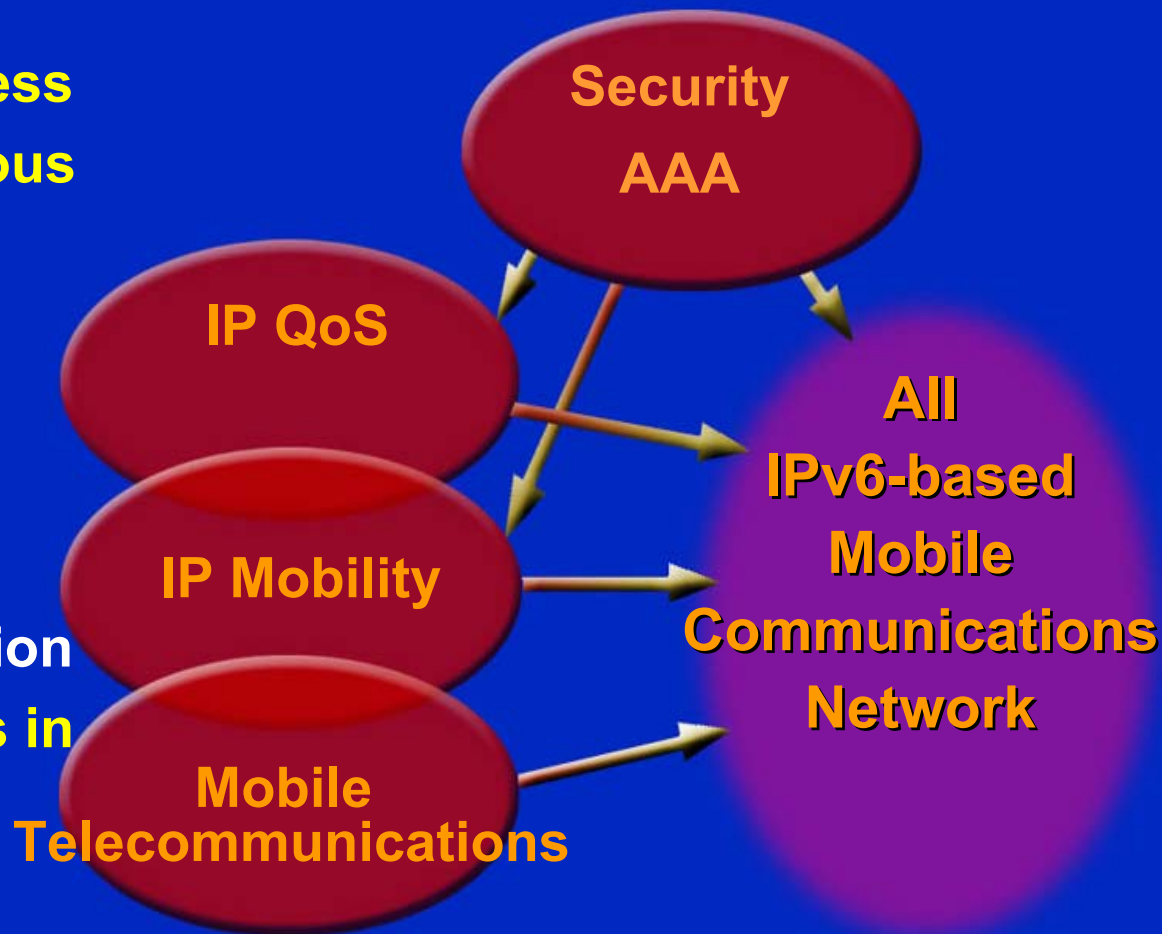 ess
ous
Security
AAA
IP QoS
IP Mobility
ion
s in
Mobile
Telecommunications
All
IPv6-based
Mobile
Communications
Network